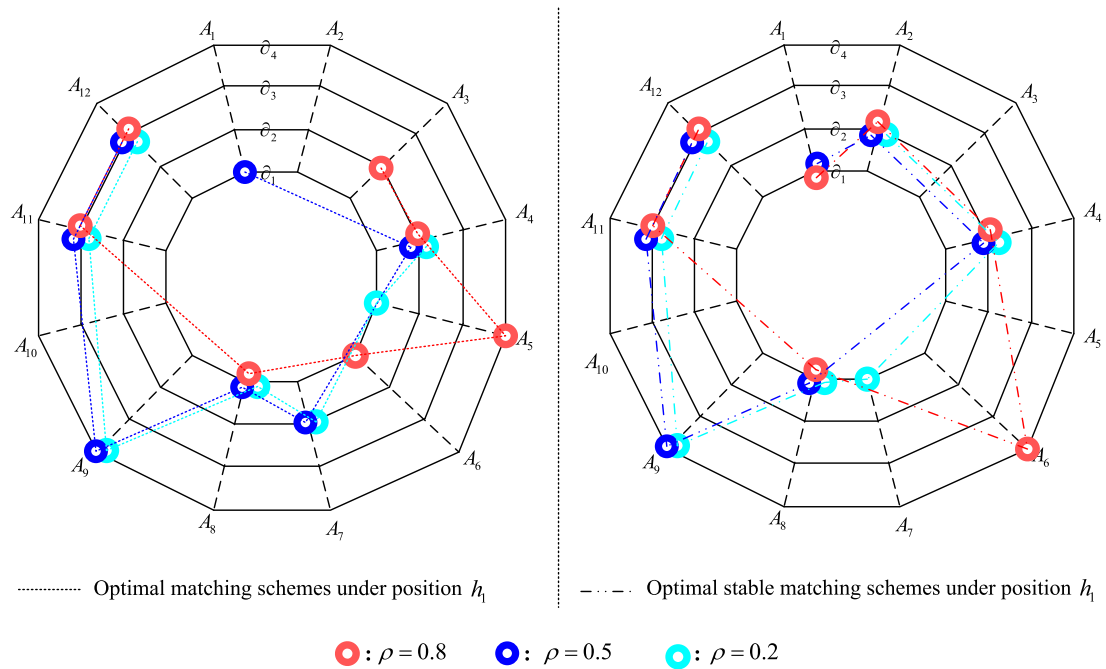 A₁ A₂ A₃ A₄ A₅ A₆ A₇ A₈ A₉ A₁₀ A₁₁ A₁₂
∂₄
∂₃
∂₂
∂₁
A₁ A₂ A₃ A₄ A₅ A₆ A₇ A₈ A₉ A₁₀ A₁₁ A₁₂
∂₄
∂₃
∂₂
∂₁
Optimal matching schemes under position h₁
Optimal stable matching schemes under position h₁
: ρ = 0.8 : ρ = 0.5 : ρ = 0.2